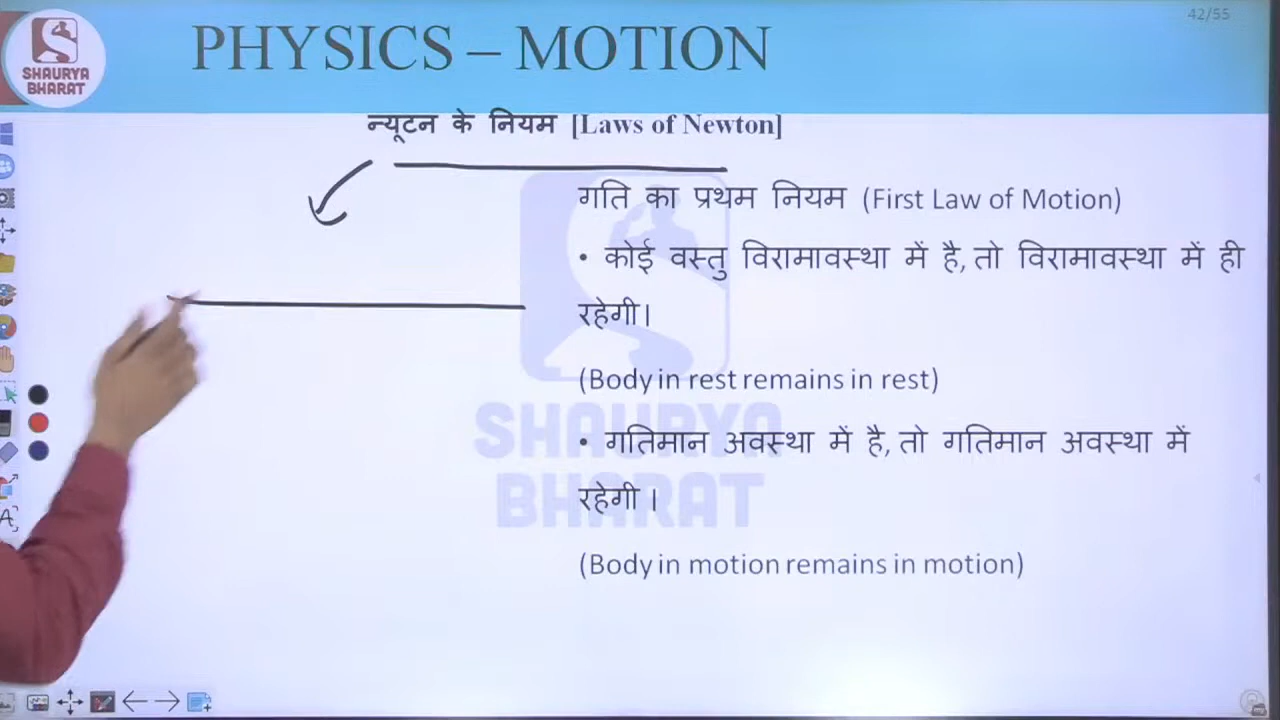 42/55
SHAURYA
BHARAT
PHYSICS – MOTION
न्यूटन के नियम [Laws of Newton]
गति का प्रथम नियम (First Law of Motion)
• कोई वस्तु विरामावस्था में है, तो विरामावस्था में ही
रहेगी।
(Body in rest remains in rest)
• गतिमान अवस्था में है, तो गतिमान अवस्था में
रहेगी ।
(Body in motion remains in motion)
SHAURYA
BHARAT